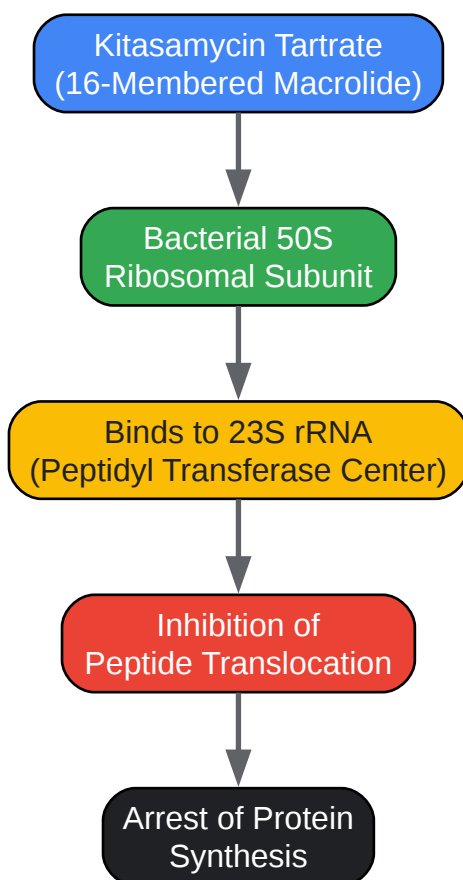 Kitasamycin Tartrate
(16-Membered Macrolide)
Bacterial 50S
Ribosomal Subunit
Binds to 23S rRNA
(Peptidyl Transferase Center)
Inhibition of
Peptide Translocation
Arrest of Protein
Synthesis